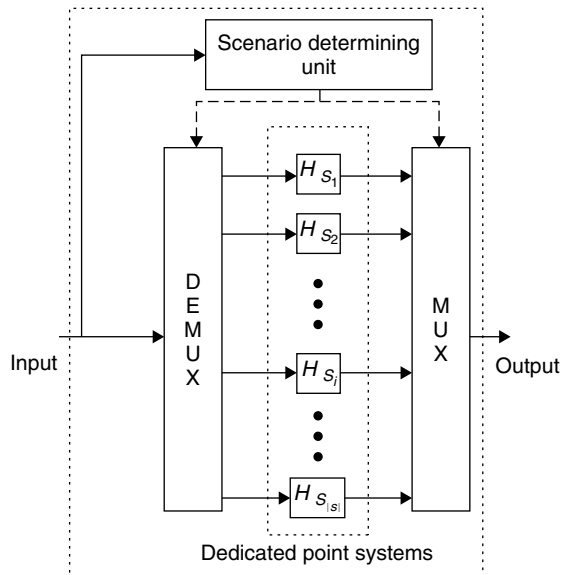 Scenario determining
unit
H S1
H S2
D
E
M
U
X
M
U
X
Input
Output
H Si
H S|s|
Dedicated point systems